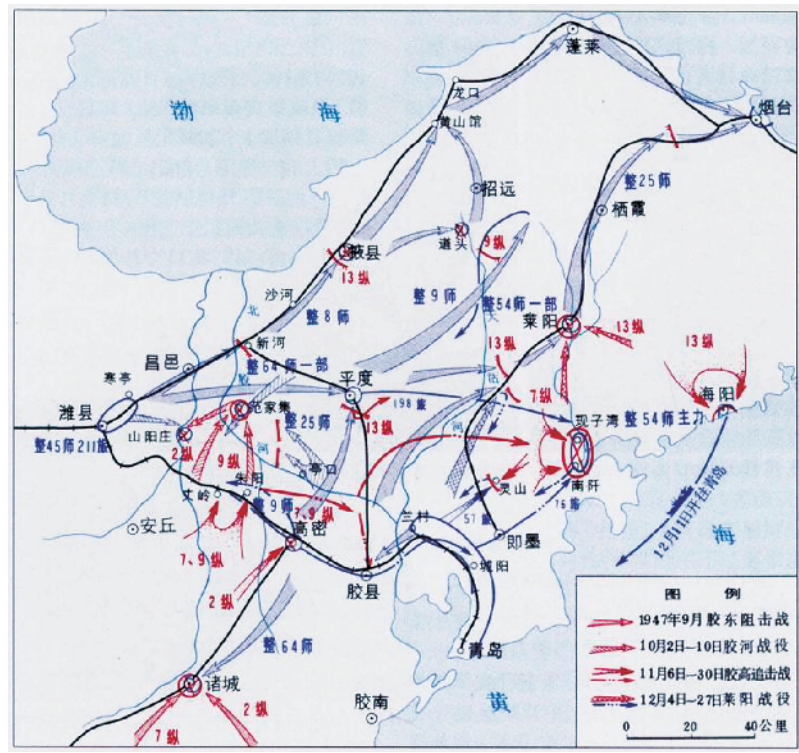 蓬莱
渤 海
龙口
黄山馆
烟台
招远
整25师
栖霞
道头
9纵
掖县
13纵
整9师
整54师一部
沙河
整8师
莱阳
13纵
13纵
北
胶
河
新河
昌邑
整64师一部
13纵
寒亭
平度
7纵
沽
河
海阳
潍县
范家集
198旅
现子湾
整54师主力
整25师
13纵
整45师211旅
山阳庄
2纵
9纵
亭口
朱阳
灵山
南阡
丈岭
整9师
7、9纵
76旅
57旅
兰村
安丘
高密
即墨
12月11日开往青岛
海
7、9纵
城阳
2纵
胶县
图 例
1947年9月胶东阻击战
整64师
青岛
10月2日—10日胶河战役
11月6日—30日胶高追击战
诸城
12月4日—27日莱阳战役
胶南
黄
2纵
7纵
0 20 40公里